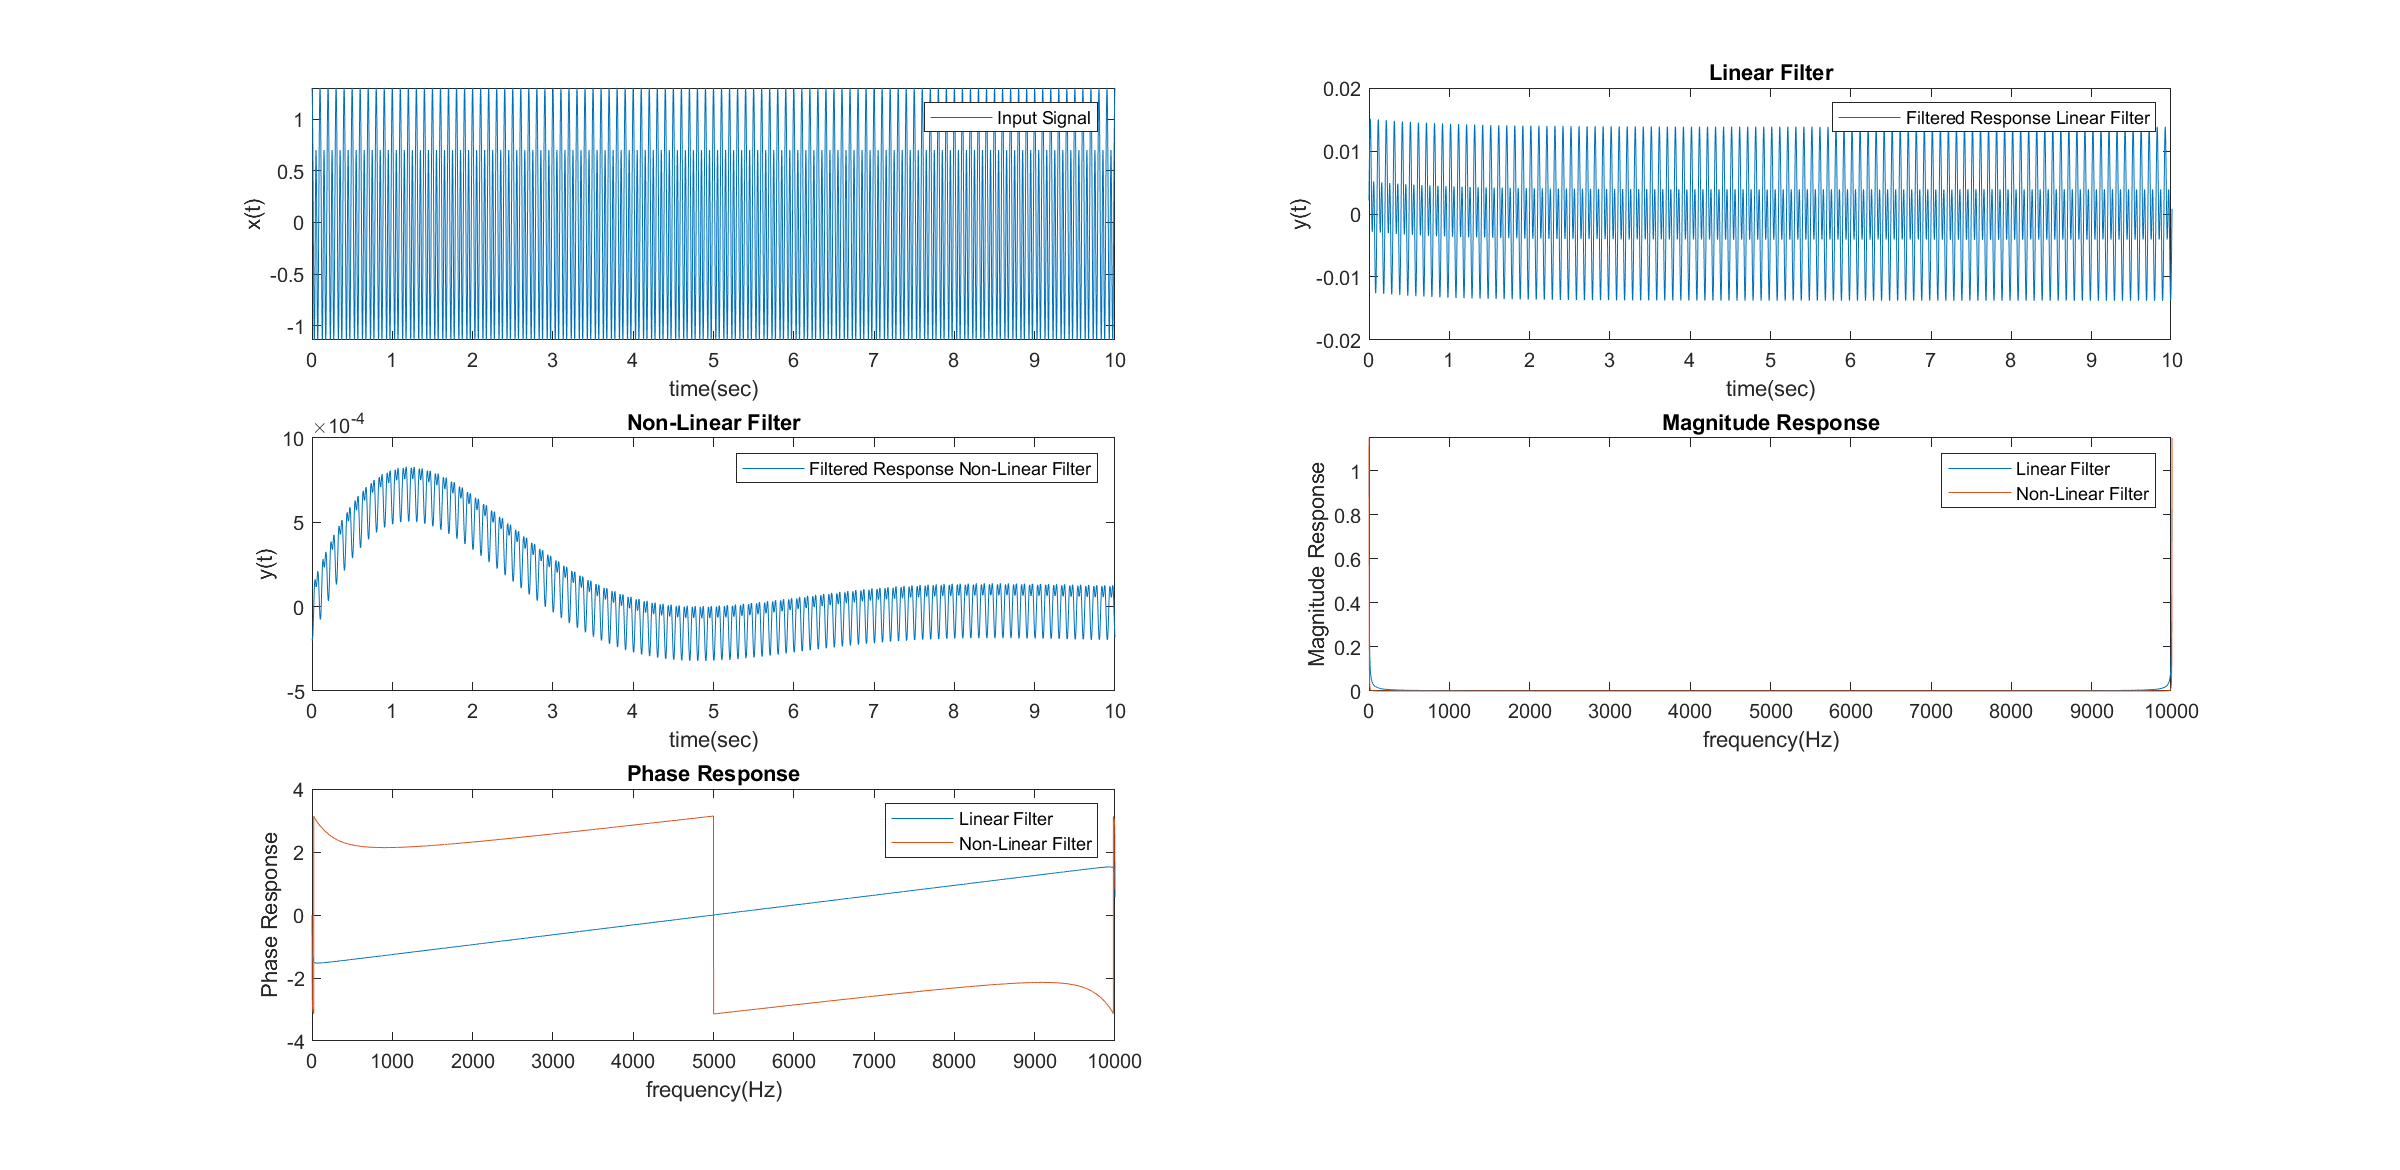 Input Signal
1
0.5
0
-0.5
-1
x(t)
0 1 2 3 4 5 6 7 8 9 10
time(sec)
Linear Filter
Filtered Response Linear Filter
0.02
0.01
0
-0.01
-0.02
y(t)
0 1 2 3 4 5 6 7 8 9 10
time(sec)
Non-Linear Filter
×10-4
Filtered Response Non-Linear Filter
10
5
0
-5
y(t)
0 1 2 3 4 5 6 7 8 9 10
time(sec)
Magnitude Response
Linear Filter
Non-Linear Filter
1
0.8
0.6
0.4
0.2
0
Magnitude Response
0 1000 2000 3000 4000 5000 6000 7000 8000 9000 10000
frequency(Hz)
Phase Response
Linear Filter
Non-Linear Filter
4
2
0
-2
-4
Phase Response
0 1000 2000 3000 4000 5000 6000 7000 8000 9000 10000
frequency(Hz)